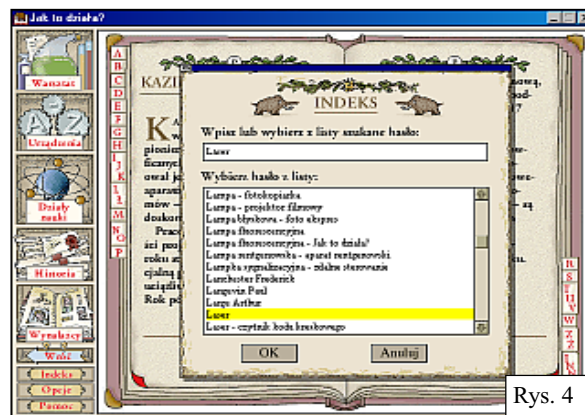 Jak to działa?
Warsztat
Urządzenia
Działy
nauki
Historia
Wynalazcy
Wróć
Indeks
Opcje
Pomoc
A
B
C
D
E
F
G
H
I
J
K
L
Ł
M
N
O
P
KAZI
INDEKS
Wpisz lub wybierz z listy szukane hasło:
Laser
Wybierz hasło z listy:
Lampa - fotokopiarka
Lampa - projektor filmowy
Lampa błyskowa - foto ekspres
Lampa fluorescencyjna
Lampa fluorescencyjna - Jak to działa?
Lampa rentgenowska - aparat rentgenowski
Lampka sygnalizacyjna - zdalne sterowanie
Lanchester Frederick
Langevin Paul
Large Arthur
Laser
Laser - czytnik kodu kreskowego
OK
Anuluj
R
S
T
U
V
W
Z
Rys. 4